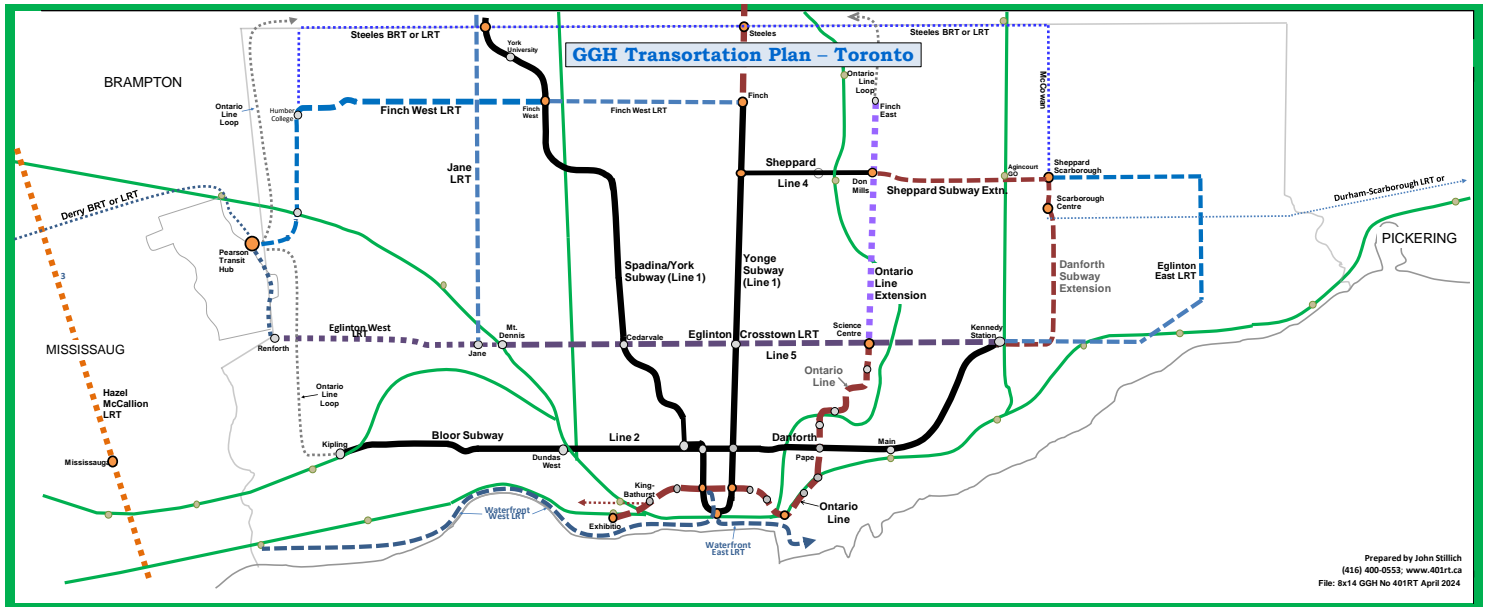 Steeles BRT or LRT
Steeles
Steeles BRT or LRT
York
University
GGH Transortation Plan – Toronto
BRAMPTON
Ontario
Line
Loop
Humber
College
Finch West LRT
Finch
West
Finch West LRT
Finch
Ontario
Line
Loop
Finch
East
McCowan
Jane
LRT
Sheppard
Line 4
Don
Mills
Sheppard Subway Extn.
Agincourt
GO
Sheppard
Scarborough
Scarborough
Centre
Durham-Scarborough LRT or
Derry BRT or LRT
PICKERING
Pearson
Transit
Hub
3
Spadina/York
Subway (Line 1)
Yonge
Subway
(Line 1)
Ontario
Line
Extension
Danforth
Subway
Extension
Eglinton
East LRT
Eglinton West
LRT
Renforth
Jane
Mt.
Dennis
Cedarvale
Eglinton Crosstown LRT
Line 5
Science
Centre
Kennedy
Station
MISSISSAUG
Hazel
McCallion
LRT
Ontario
Line
Loop
Ontario
Line
Kipling
Bloor Subway
Line 2
Dundas
West
Danforth
Pape
Main
Mississauga
King-
Bathurst
Exhibitio
Waterfront
West LRT
Waterfront
East LRT
Ontario
Line
Prepared by John Stillich
(416) 400-0553; www.401rt.ca
File: 8x14 GGH No 401RT April 2024